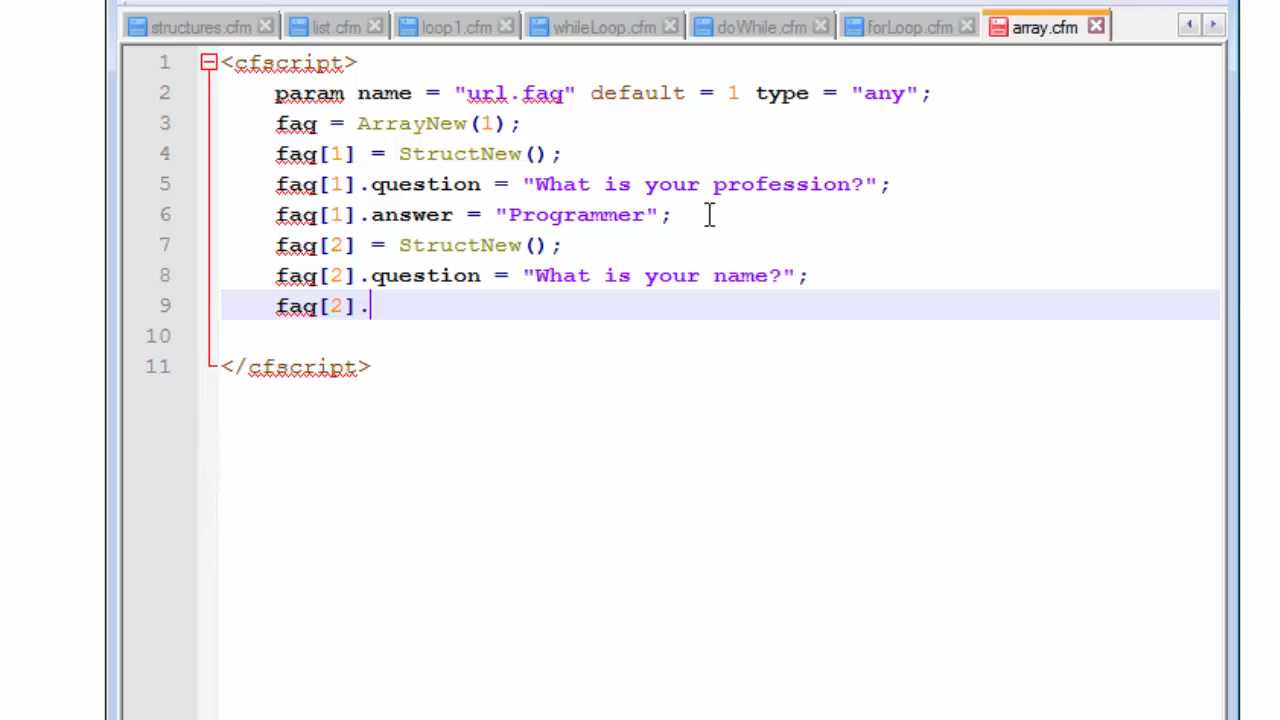 structures.cfm list.cfm loop1.cfm whileLoop.cfm doWhile.cfm forLoop.cfm array.cfm
1 <cfscript>
2 param name = "url.faq" default = 1 type = "any";
3 faq = ArrayNew(1);
4 faq[1] = StructNew();
5 faq[1].question = "What is your profession?";
6 faq[1].answer = "Programmer";
7 faq[2] = StructNew();
8 faq[2].question = "What is your name?";
9 faq[2].
10
11 </cfscript>